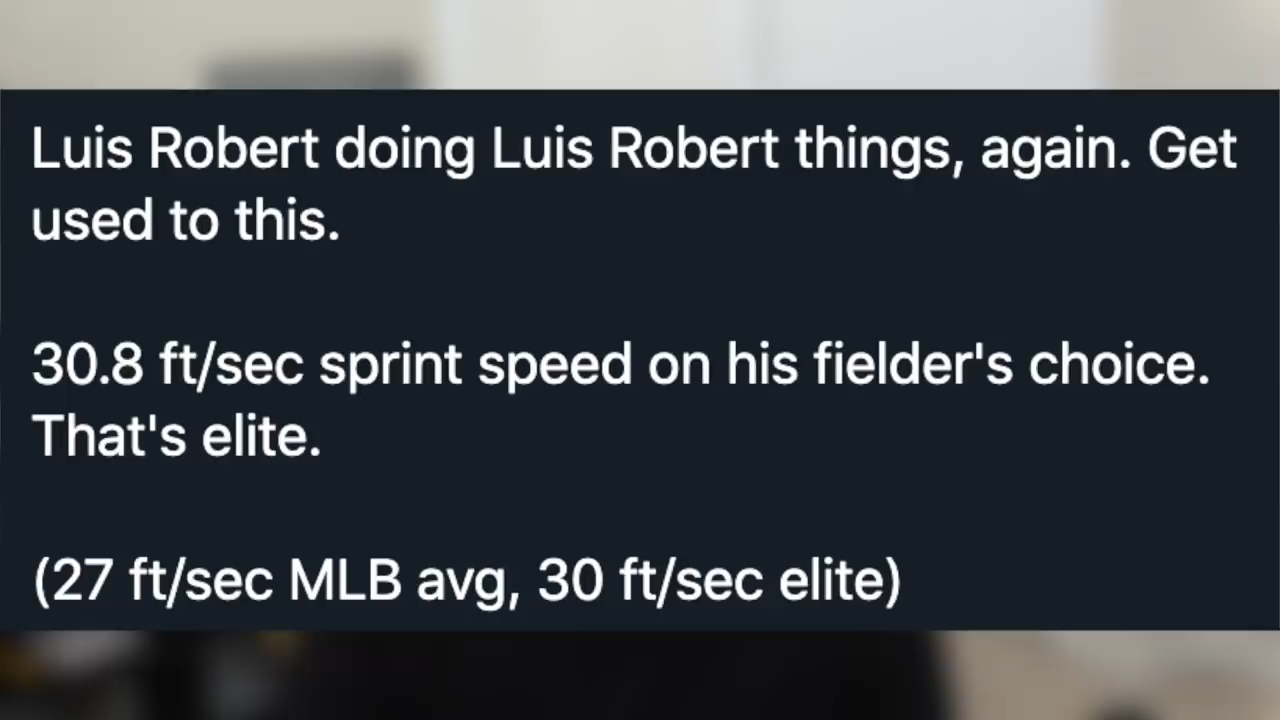 Luis Robert doing Luis Robert things, again. Get
used to this.
30.8 ft/sec sprint speed on his fielder's choice.
That's elite.
(27 ft/sec MLB avg, 30 ft/sec elite)